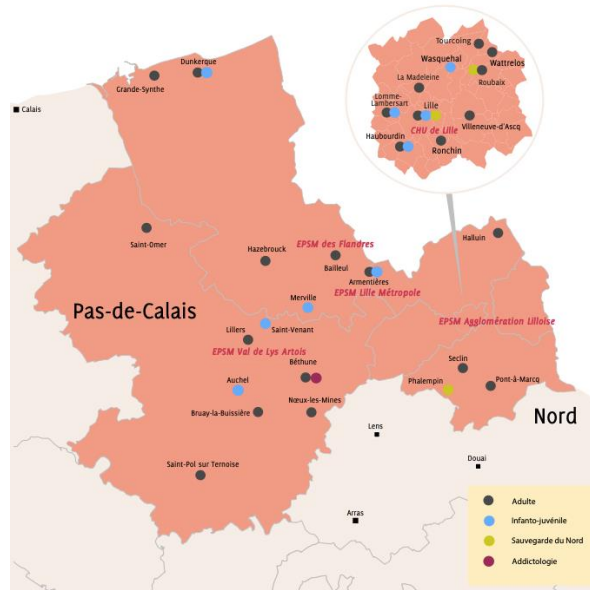 Tourcoing
Wasquehal
Wattrelos
Roubaix
La Madeleine
Lomme-
Lambersart
Lille
Villeneuve-d'Ascq
CHU de Lille
Haubourdin
Ronchin
Dunkerque
Grande-Synthe
Calais
Saint-Omer
Hazebrouck
EPSM des Flandres
Bailleul
Halluin
Armentières
EPSM Lille Métropole
Merville
Pas-de-Calais
Saint-Venant
Lillers
EPSM Agglomération Lilloise
EPSM Val de Lys Artois
Béthune
Seclin
Auchel
Phalempin
Pont-à-Marcq
Bruay-la-Buissière
Nœux-les-Mines
Nord
Lens
Douai
Saint-Pol sur Ternoise
Arras
Adulte
Infanto-juvénile
Sauvegarde du Nord
Addictologie